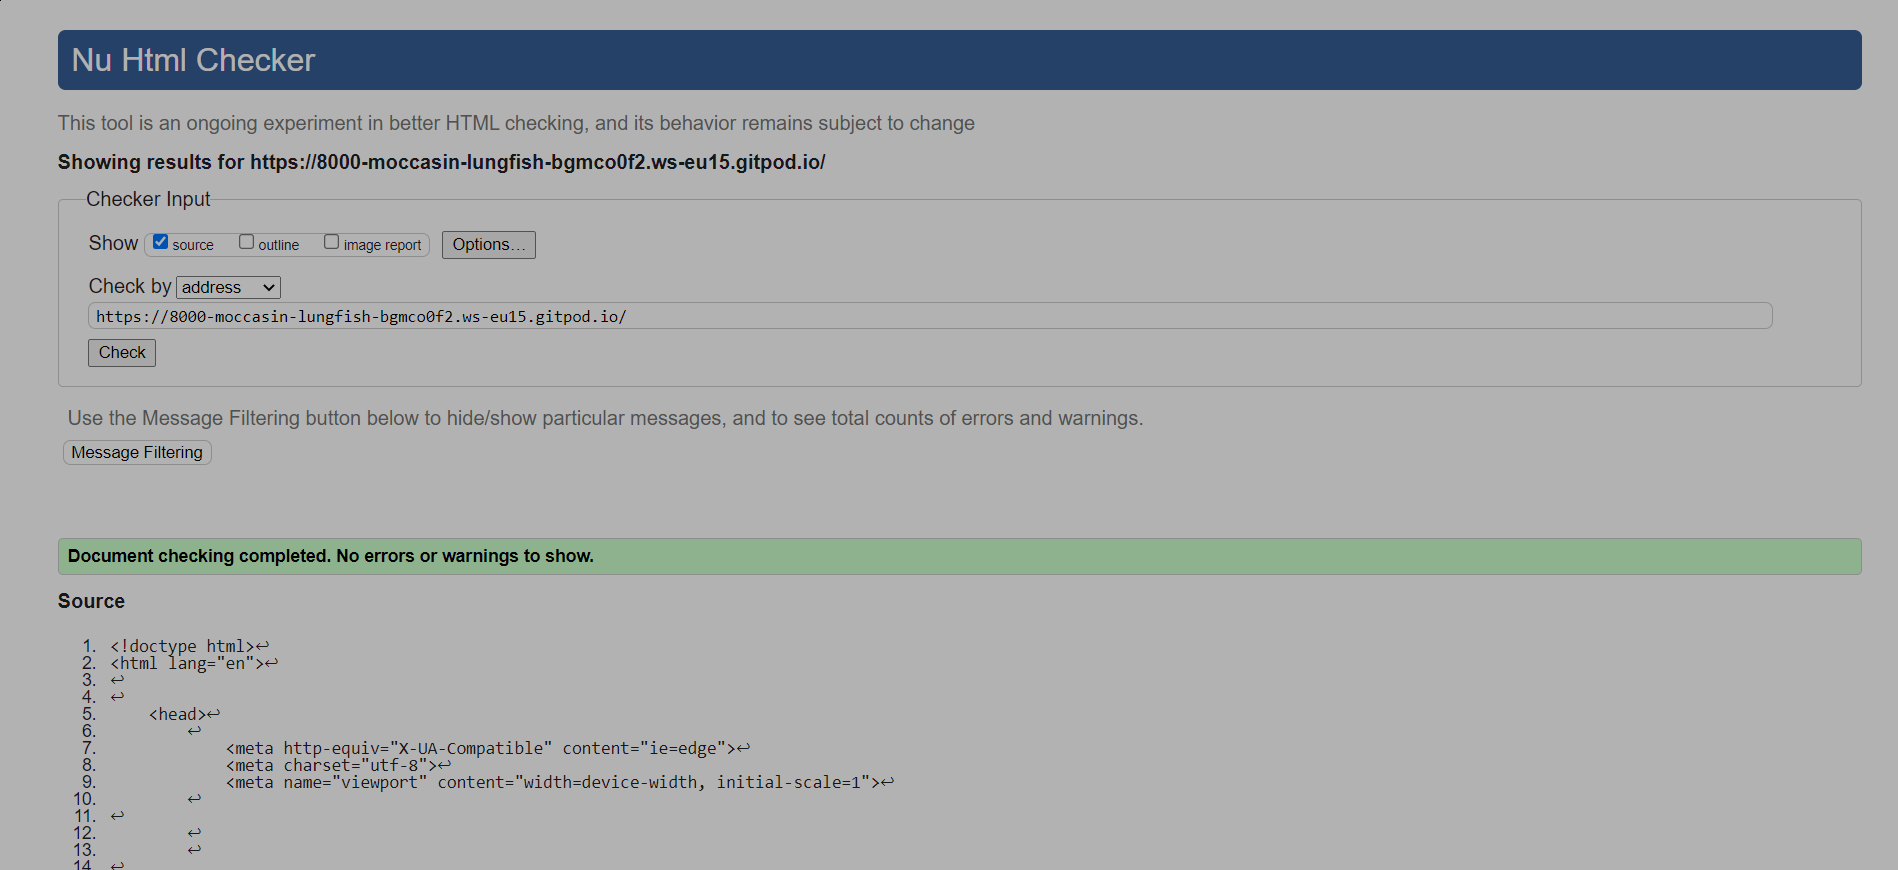 Nu Html Checker
This tool is an ongoing experiment in better HTML checking, and its behavior remains subject to change
Showing results for https://8000-moccasin-lungfish-bgmco0f2.ws-eu15.gitpod.io/
Checker Input
Show source outline image report Options...
Check by address
https://8000-moccasin-lungfish-bgmco0f2.ws-eu15.gitpod.io/
Check
Use the Message Filtering button below to hide/show particular messages, and to see total counts of errors and warnings.
Message Filtering
Document checking completed. No errors or warnings to show.
Source
1. <!doctype html>↩
2. <html lang="en">↩
3. ↩
4. ↩
5. <head>↩
6. ↩
7. <meta http-equiv="X-UA-Compatible" content="ie=edge">↩
8. <meta charset="utf-8">↩
9. <meta name="viewport" content="width=device-width, initial-scale=1">↩
10. ↩
11. ↩
12. ↩
13. ↩
14. ↩